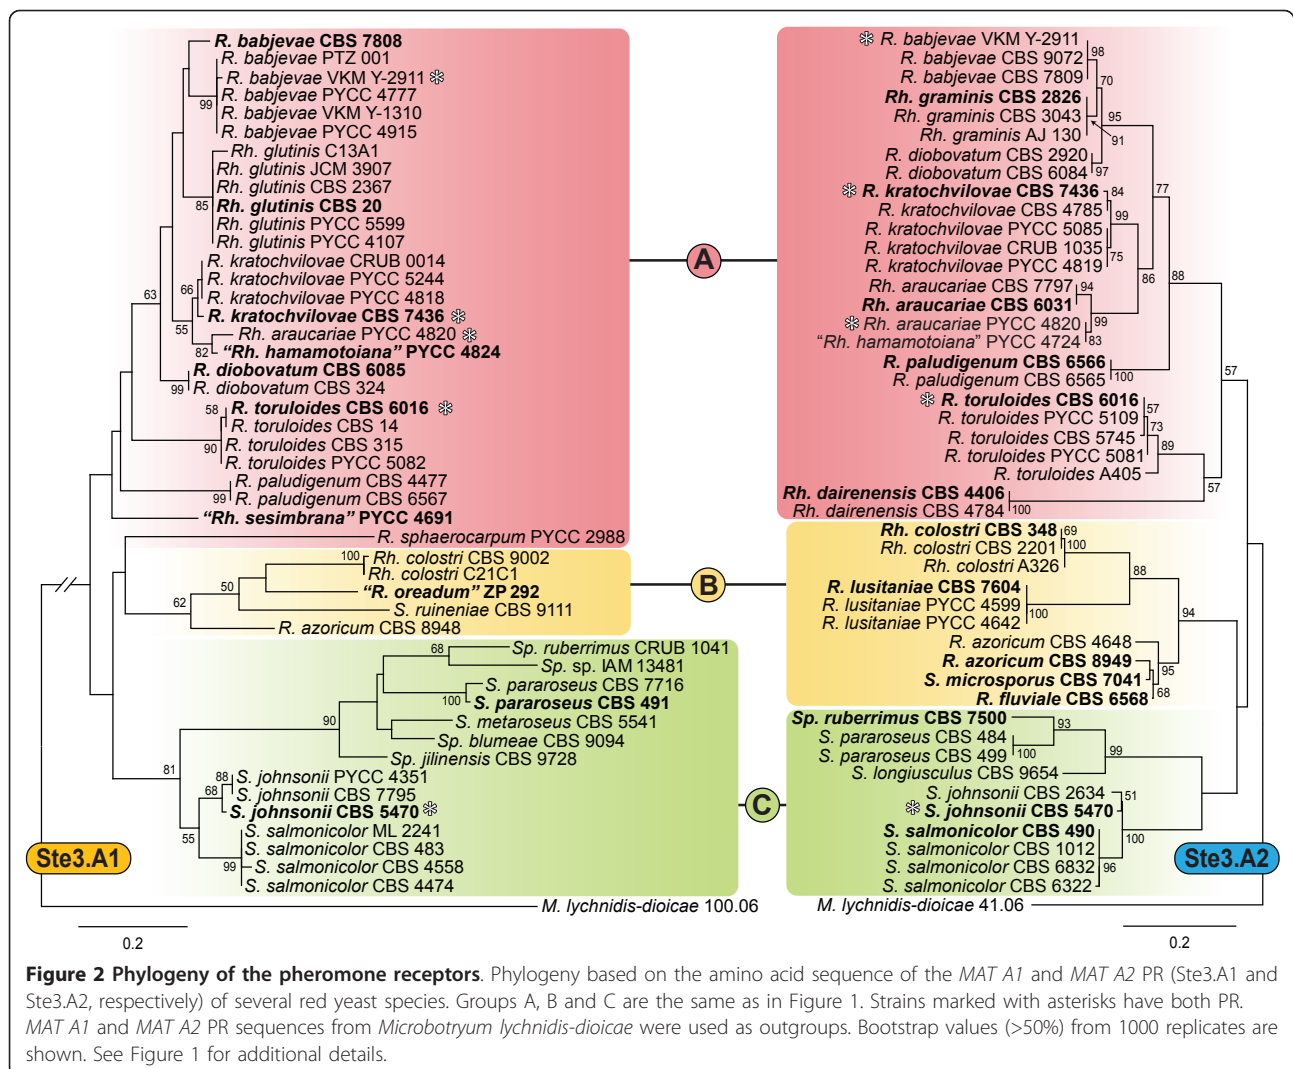 R. babjevae CBS 7808
R. babjevae PTZ 001
R. babjevae VKM Y-2911 *
99
R. babjevae PYCC 4777
R. babjevae VKM Y-1310
R. babjevae PYCC 4915
Rh. glutinis C13A1
Rh. glutinis JCM 3907
Rh. glutinis CBS 2367
85
Rh. glutinis CBS 20
Rh. glutinis PYCC 5599
Rh. glutinis PYCC 4107
R. kratochvilovae CRUB 0014
R. kratochvilovae PYCC 5244
66
R. kratochvilovae PYCC 4818
63
R. kratochvilovae CBS 7436 *
55
Rh. araucariae PYCC 4820 *
82
“Rh. hamamotoiana” PYCC 4824
R. diobovatum CBS 6085
99
R. diobovatum CBS 324
58
R. toruloides CBS 6016 *
R. toruloides CBS 14
90
R. toruloides CBS 315
R. toruloides PYCC 5082
R. paludigenum CBS 4477
99
R. paludigenum CBS 6567
“Rh. sesimbrana” PYCC 4691
R. sphaerocarpum PYCC 2988
100
Rh. colostri CBS 9002
Rh. colostri C21C1
50
“R. oreadum” ZP 292
62
S. ruineniae CBS 9111
R. azoricum CBS 8948
68
Sp. ruberrimus CRUB 1041
Sp. sp. IAM 13481
S. pararoseus CBS 7716
100
S. pararoseus CBS 491
90
S. metaroseus CBS 5541
Sp. blumeae CBS 9094
Sp. jilinensis CBS 9728
81
88
S. johnsonii PYCC 4351
68
S. johnsonii CBS 7795
S. johnsonii CBS 5470 *
55
S. salmonicolor ML 2241
S. salmonicolor CBS 483
99
S. salmonicolor CBS 4558
S. salmonicolor CBS 4474
Ste3.A1
M. lychnidis-dioicae 100.06
0.2
A
B
C
* R. babjevae VKM Y-2911
98
R. babjevae CBS 9072
R. babjevae CBS 7809
70
Rh. graminis CBS 2826
Rh. graminis CBS 3043
95
Rh. graminis AJ 130
91
R. diobovatum CBS 2920
R. diobovatum CBS 6084
97
* R. kratochvilovae CBS 7436
84
77
R. kratochvilovae CBS 4785
99
R. kratochvilovae PYCC 5085
R. kratochvilovae CRUB 1035
75
R. kratochvilovae PYCC 4819
86
88
Rh. araucariae CBS 7797
94
Rh. araucariae CBS 6031
* Rh. araucariae PYCC 4820
99
“Rh. hamamotoiana” PYCC 4724
83
R. paludigenum CBS 6566
R. paludigenum CBS 6565
100
57
* R. toruloides CBS 6016
57
R. toruloides PYCC 5109
73
R. toruloides CBS 5745
89
R. toruloides PYCC 5081
R. toruloides A405
57
Rh. dairenensis CBS 4406
Rh. dairenensis CBS 4784
100
Rh. colostri CBS 348
69
Rh. colostri CBS 2201
100
Rh. colostri A326
88
R. lusitaniae CBS 7604
R. lusitaniae PYCC 4599
100
R. lusitaniae PYCC 4642
94
R. azoricum CBS 4648
R. azoricum CBS 8949
95
S. microsporus CBS 7041
68
R. fluviale CBS 6568
Sp. ruberrimus CBS 7500
93
S. pararoseus CBS 484
S. pararoseus CBS 499
100
99
S. longiusculus CBS 9654
S. johnsonii CBS 2634
51
* S. johnsonii CBS 5470
S. salmonicolor CBS 490
100
S. salmonicolor CBS 1012
S. salmonicolor CBS 6832
96
S. salmonicolor CBS 6322
Ste3.A2
M. lychnidis-dioicae 41.06
0.2
Figure 2 Phylogeny of the pheromone receptors. Phylogeny based on the amino acid sequence of the MAT A1 and MAT A2 PR (Ste3.A1 and
Ste3.A2, respectively) of several red yeast species. Groups A, B and C are the same as in Figure 1. Strains marked with asterisks have both PR.
MAT A1 and MAT A2 PR sequences from Microbotryum lychnidis-dioicae were used as outgroups. Bootstrap values (>50%) from 1000 replicates are
shown. See Figure 1 for additional details.